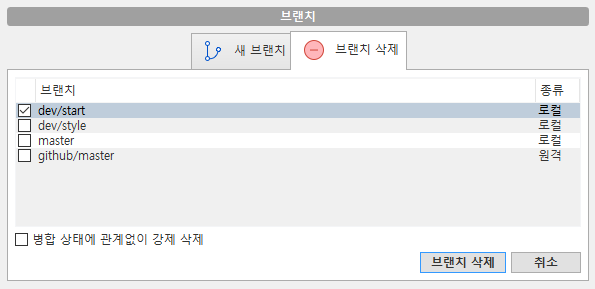 브랜치
새 브랜치 브랜치 삭제
브랜치 종류
dev/start 로컬
dev/style 로컬
master 로컬
github/master 원격
병합 상태에 관계없이 강제 삭제
브랜치 삭제 취소